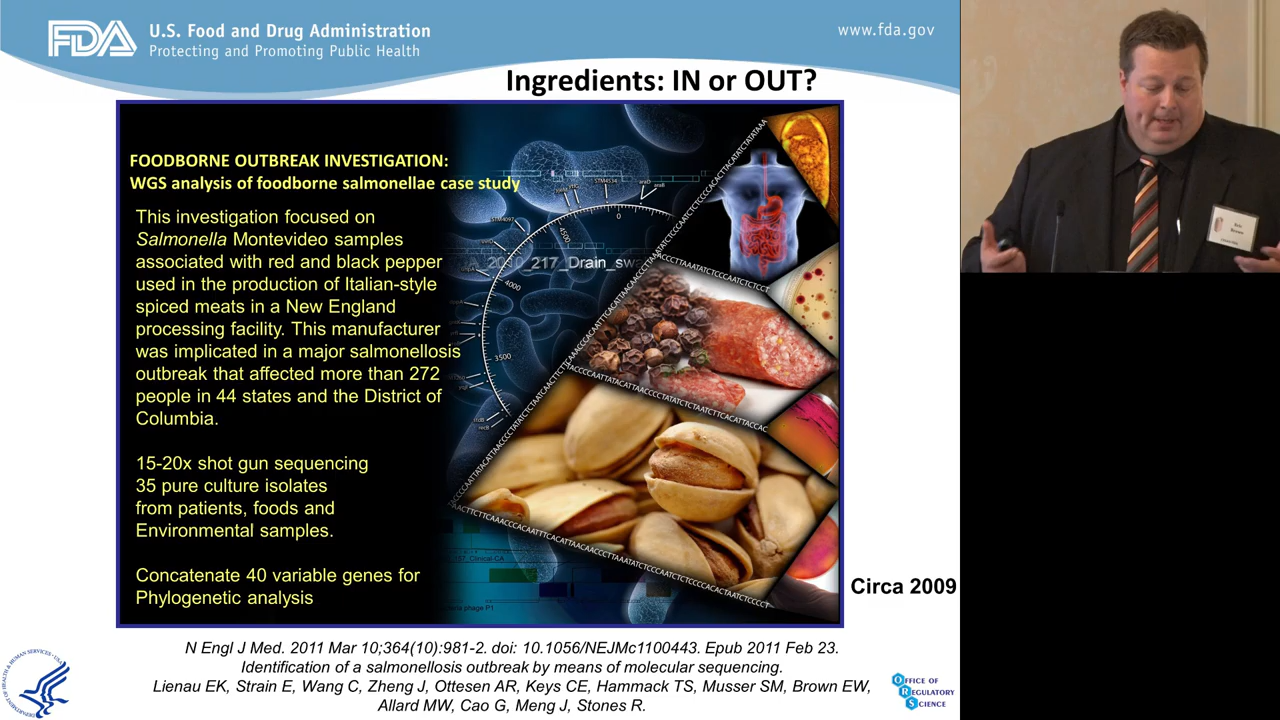 FDA
U.S. Food and Drug Administration
Protecting and Promoting Public Health
www.fda.gov
Ingredients: IN or OUT?
FOODBORNE OUTBREAK INVESTIGATION:
WGS analysis of foodborne salmonellae case study
This investigation focused on
Salmonella Montevideo samples
associated with red and black pepper
used in the production of Italian-style
spiced meats in a New England
processing facility. This manufacturer
was implicated in a major salmonellosis
outbreak that affected more than 272
people in 44 states and the District of
Columbia.
15-20x shot gun sequencing
35 pure culture isolates
from patients, foods and
Environmental samples.
Concatenate 40 variable genes for
Phylogenetic analysis
0
4500
4000
3500
Circa 2009
N Engl J Med. 2011 Mar 10;364(10):981-2. doi: 10.1056/NEJMc1100443. Epub 2011 Feb 23.
Identification of a salmonellosis outbreak by means of molecular sequencing.
Lienau EK, Strain E, Wang C, Zheng J, Ottesen AR, Keys CE, Hammack TS, Musser SM, Brown EW,
Allard MW, Cao G, Meng J, Stones R.
OFFICE OF
REGULATORY
SCIENCE
ORS
Eric
Brown